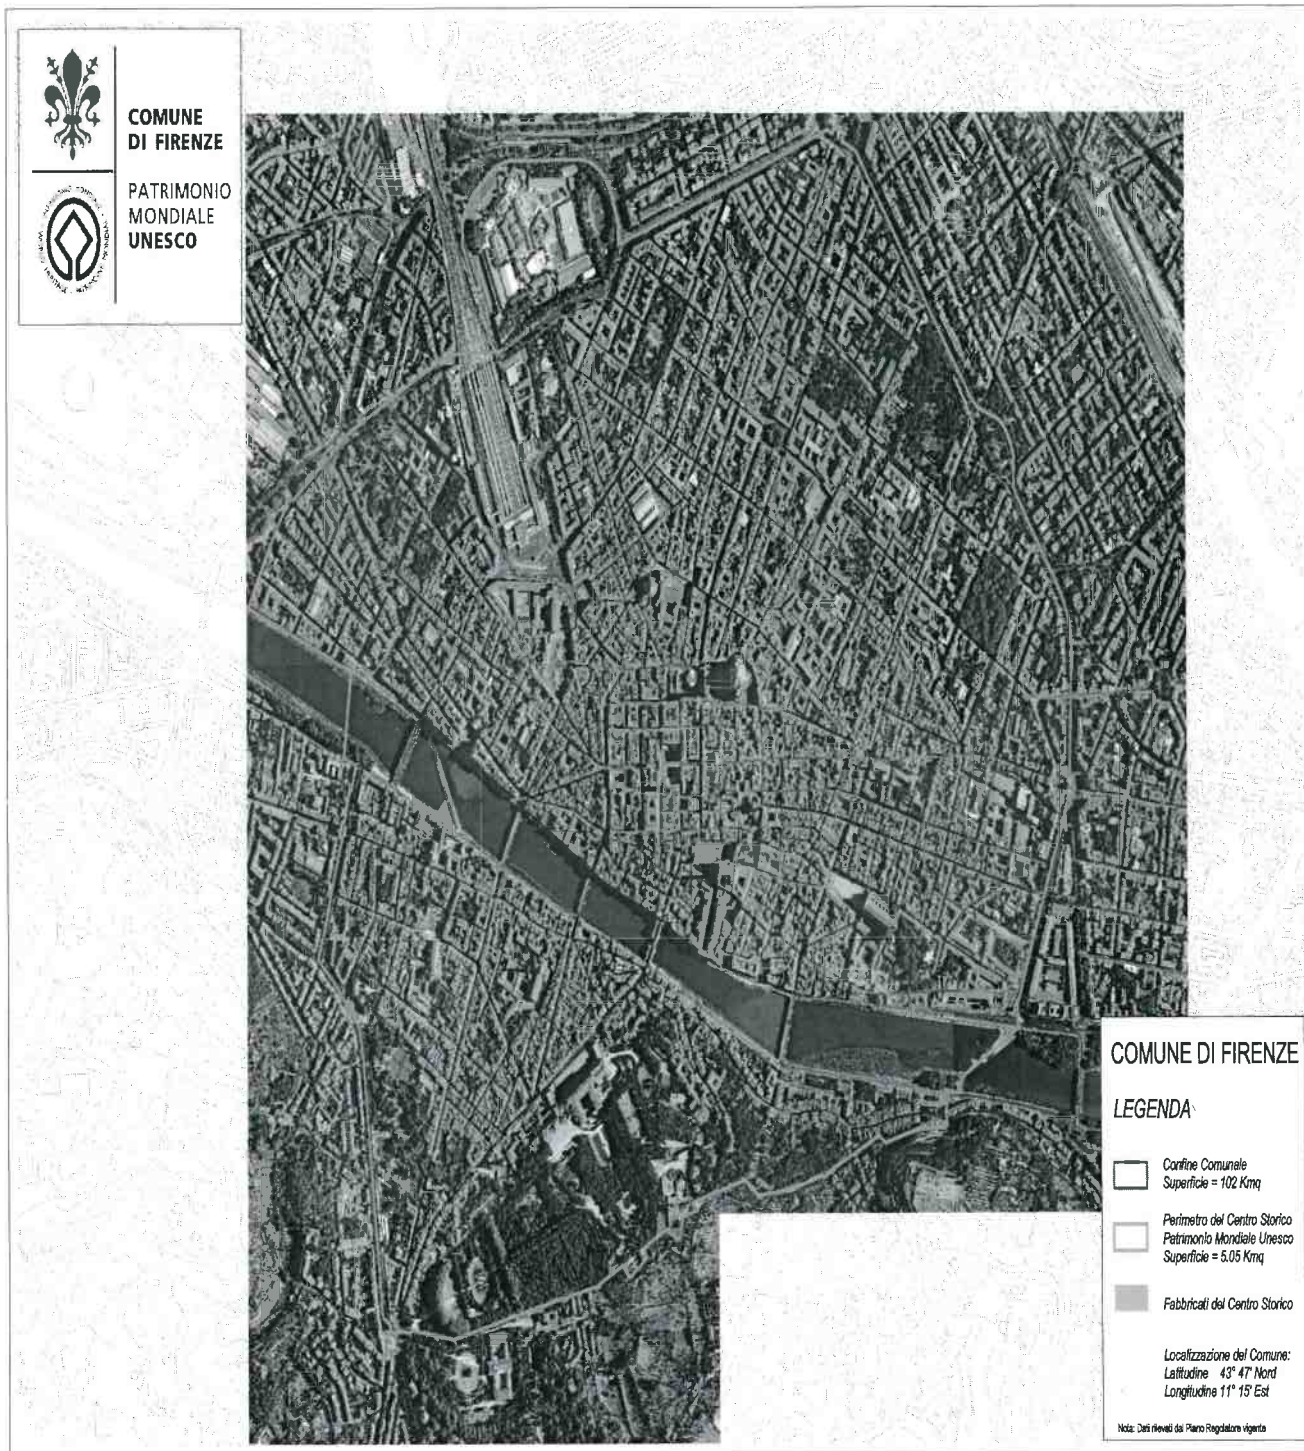 COMUNE
DI FIRENZE
PATRIMONIO
MONDIALE
UNESCO
COMUNE DI FIRENZE
LEGENDA
Confine Comunale
Superficie = 102 Kmq
Perimetro del Centro Storico
Patrimonio Mondiale Unesco
Superficie = 5.05 Kmq
Fabbricati del Centro Storico
Localizzazione del Comune:
Latitudine 43° 47' Nord
Longitudine 11° 15' Est
Nota: Dati rilevati dal Piano Regolatore vigente